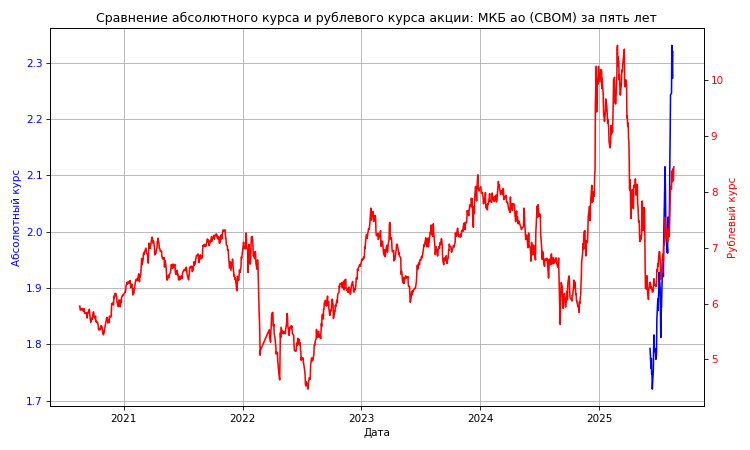 Сравнение абсолютного курса и рублевого курса акции: МКБ ао (CBOM) за пять лет
2.3
2.2
2.1
2.0
1.9
1.8
1.7
Абсолютный курс
10
9
8
7
6
5
Рублевый курс
2021 2022 2023 2024 2025
Дата